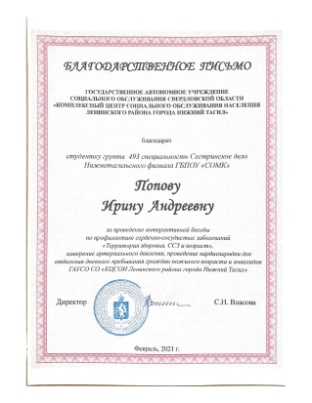 БЛАГОДАРСТВЕННОЕ ПИСЬМО
ГОСУДАРСТВЕННОЕ АВТОНОМНОЕ УЧРЕЖДЕНИЕ
СОЦИАЛЬНОГО ОБСЛУЖИВАНИЯ СВЕРДЛОВСКОЙ ОБЛАСТИ
«КОМПЛЕКСНЫЙ ЦЕНТР СОЦИАЛЬНОГО ОБСЛУЖИВАНИЯ НАСЕЛЕНИЯ
ЛЕНИНСКОГО РАЙОНА ГОРОДА НИЖНИЙ ТАГИЛ»
благодарит
студентку группы 493 специальность Сестринское дело
Нижнетагильского филиала ГБПОУ «СОМК»
Попову
Ирину Андреевну
за проведение интерактивной беседы
по профилактике сердечно-сосудистых заболеваний
«Территория здоровья. ССЗ и возраст»,
измерение артериального давления, проведение кардиозарядки для
отделения дневного пребывания граждан пожилого возраста и инвалидов
ГАУСО СО «КЦСОН Ленинского района города Нижний Тагил»
Директор
С.Н. Власова
Февраль, 2021 г.